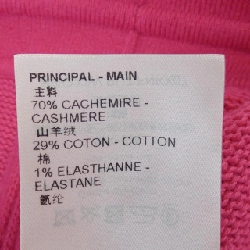 PRINCIPAL - MAIN
主料
70% CACHEMIRE -
CASHMERE
山羊绒
29% COTON - COTTON
棉
1% ELASTHANNE -
ELASTANE
氨纶